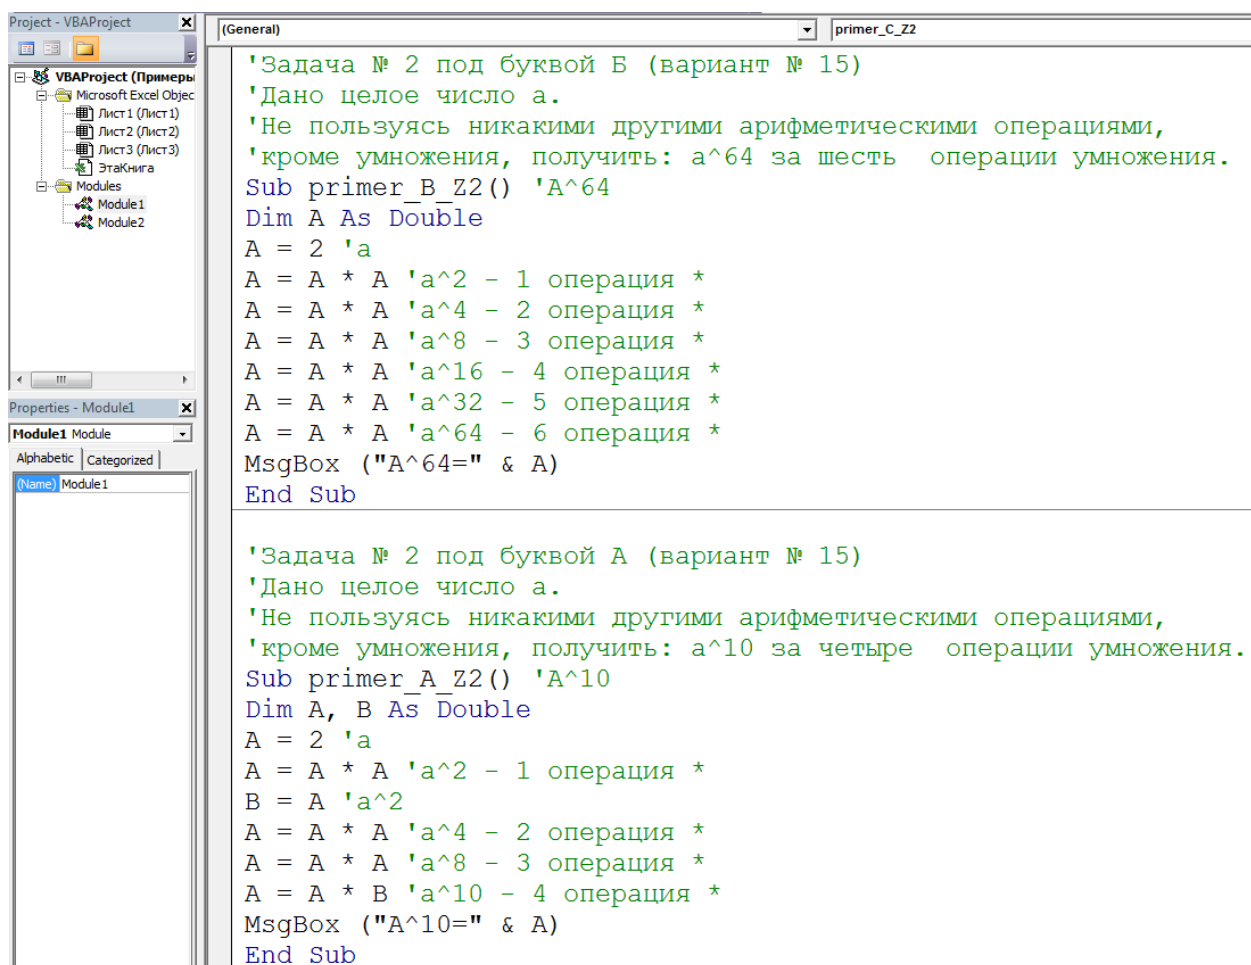 Project - VBAProject
VBAProject (Примеры
Microsoft Excel Objec
Лист1 (Лист1)
Лист2 (Лист2)
Лист3 (Лист3)
ЭтаКнига
Modules
Module1
Module2
Properties - Module1
Module1 Module
Alphabetic Categorized
(Name) Module1
(General) primer_C_Z2
'Задача № 2 под буквой Б (вариант № 15)
'Дано целое число а.
'Не пользуясь никакими другими арифметическими операциями,
'кроме умножения, получить: a^64 за шесть  операции умножения.
Sub primer_B_Z2() 'A^64
Dim A As Double
A = 2 'a
A = A * A 'a^2 - 1 операция *
A = A * A 'a^4 - 2 операция *
A = A * A 'a^8 - 3 операция *
A = A * A 'a^16 - 4 операция *
A = A * A 'a^32 - 5 операция *
A = A * A 'a^64 - 6 операция *
MsgBox ("A^64=" & A)
End Sub
'Задача № 2 под буквой А (вариант № 15)
'Дано целое число а.
'Не пользуясь никакими другими арифметическими операциями,
'кроме умножения, получить: a^10 за четыре  операции умножения.
Sub primer_A_Z2() 'A^10
Dim A, B As Double
A = 2 'a
A = A * A 'a^2 - 1 операция *
B = A 'a^2
A = A * A 'a^4 - 2 операция *
A = A * A 'a^8 - 3 операция *
A = A * B 'a^10 - 4 операция *
MsgBox ("A^10=" & A)
End Sub